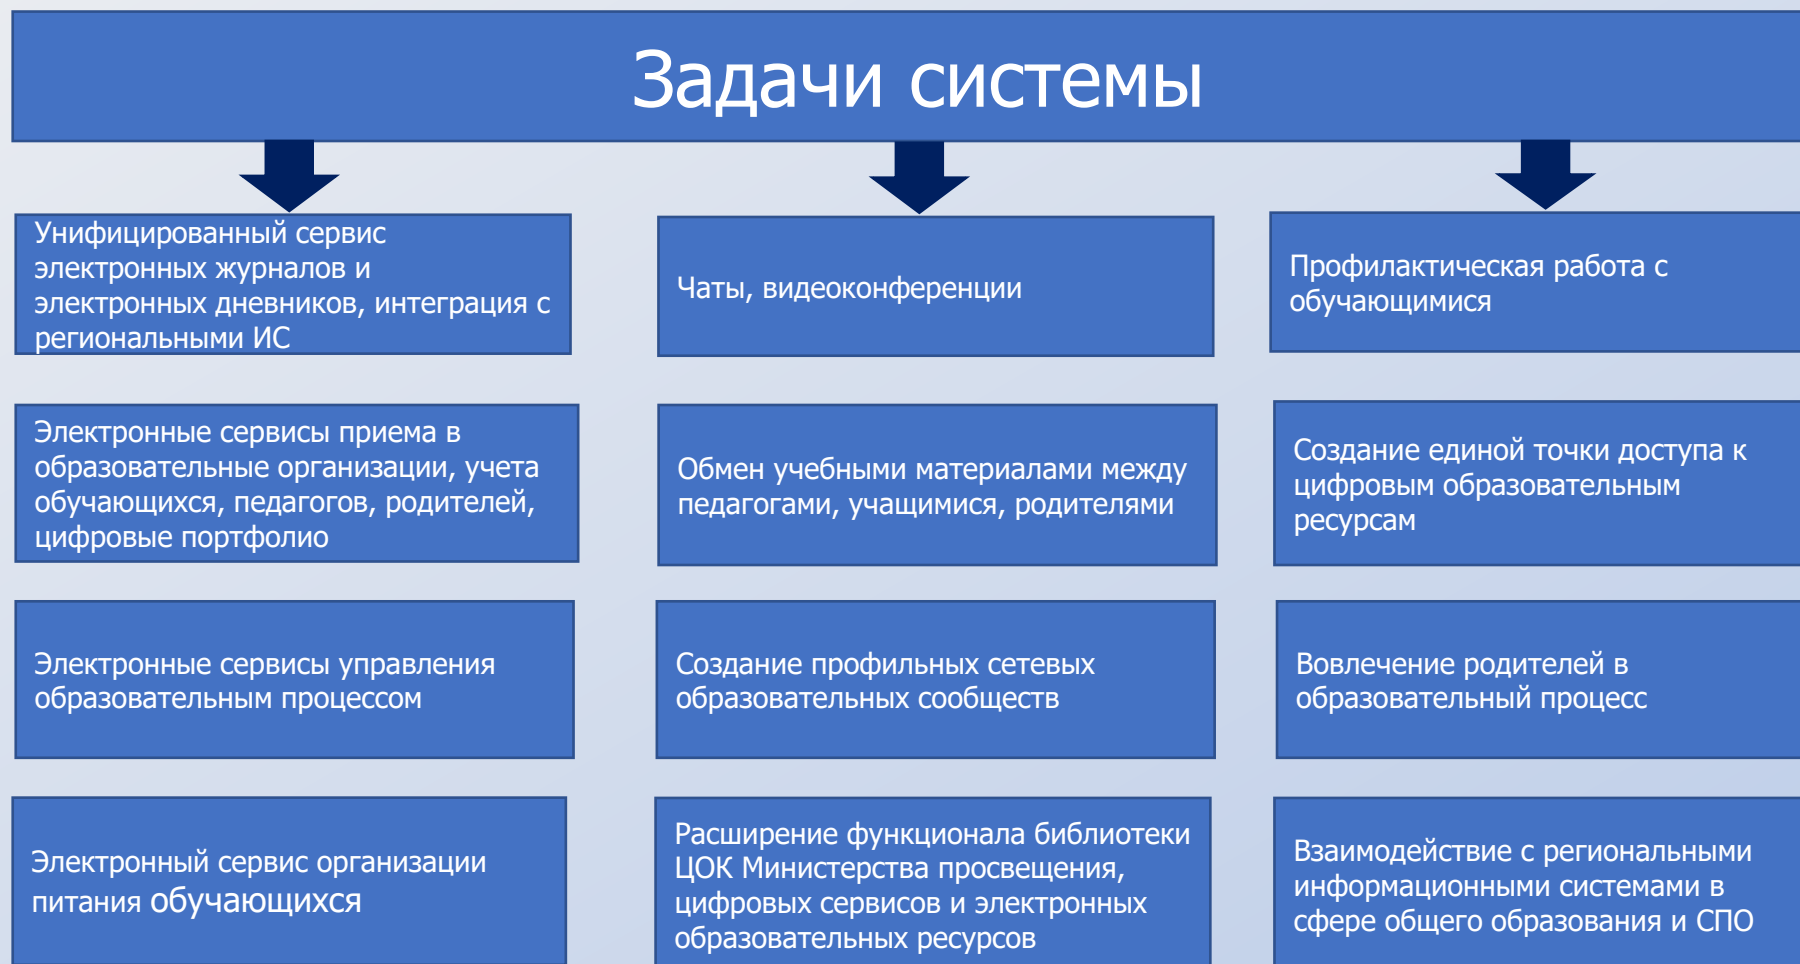 Задачи системы
Унифицированный сервис
электронных журналов и
электронных дневников, интеграция с
региональными ИС
Электронные сервисы приема в
образовательные организации, учета
обучающихся, педагогов, родителей,
цифровые портфолио
Электронные сервисы управления
образовательным процессом
Электронный сервис организации
питания обучающихся
Чаты, видеоконференции
Обмен учебными материалами между
педагогами, учащимися, родителями
Создание профильных сетевых
образовательных сообществ
Расширение функционала библиотеки
ЦОК Министерства просвещения,
цифровых сервисов и электронных
образовательных ресурсов
Профилактическая работа с
обучающимися
Создание единой точки доступа к
цифровым образовательным
ресурсам
Вовлечение родителей в
образовательный процесс
Взаимодействие с региональными
информационными системами в
сфере общего образования и СПО